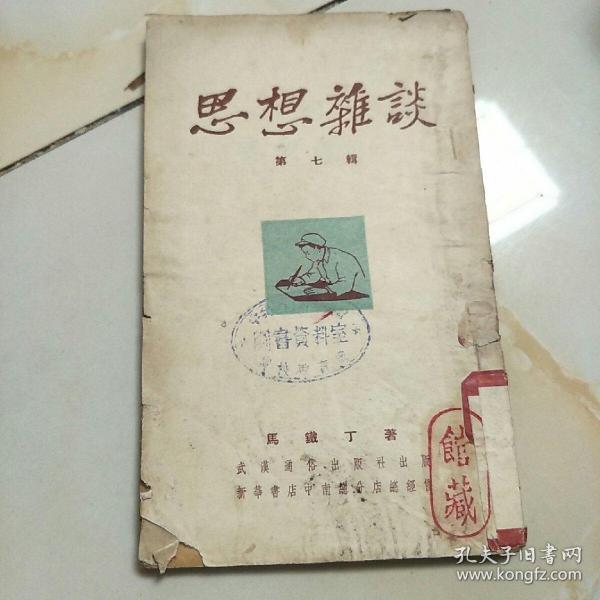 思想雜談
第七輯
圖書資料室
馬鐵丁著
武漢通俗出版社出版
新華書店中南總分店總經售
館藏
孔夫子旧书网
www.kongfz.com